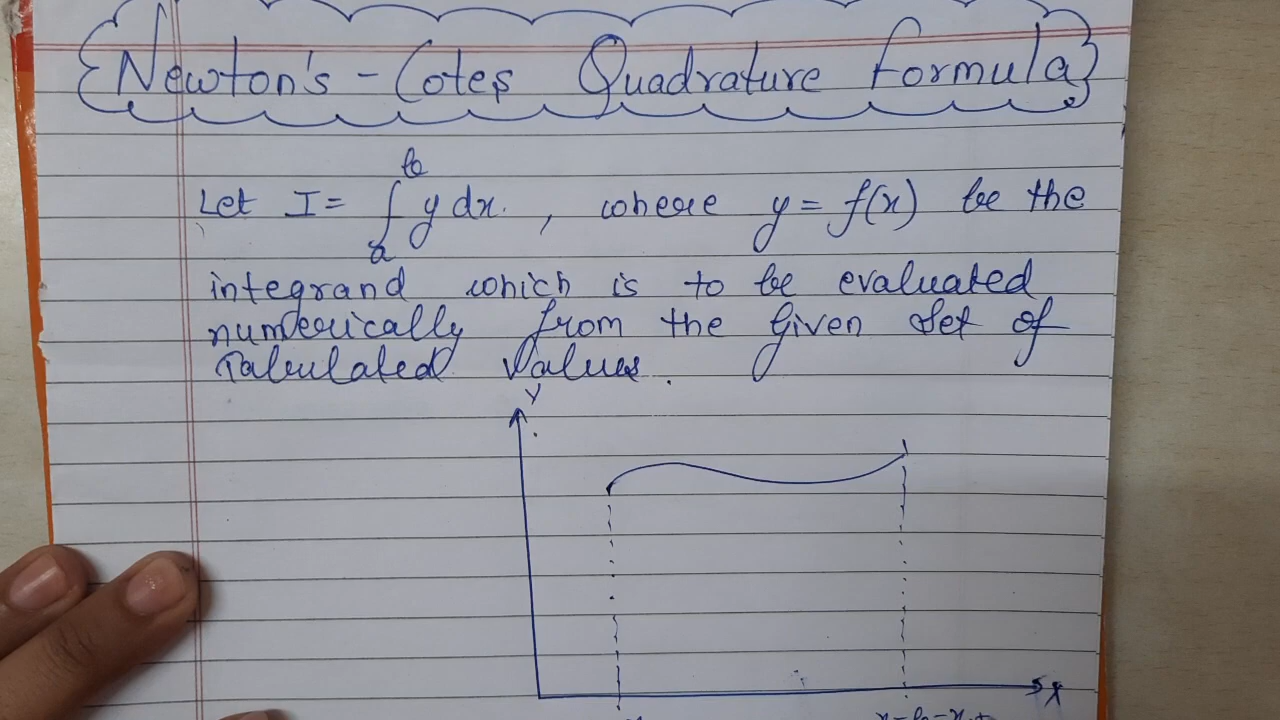 Newton's - Cotes Quadrature formula
Let I = ∫ₐᵇ y dx. , where y = f(x) be the
integrand which is to be evaluated
numerically from the given set of
Tabulated values.
Y
X